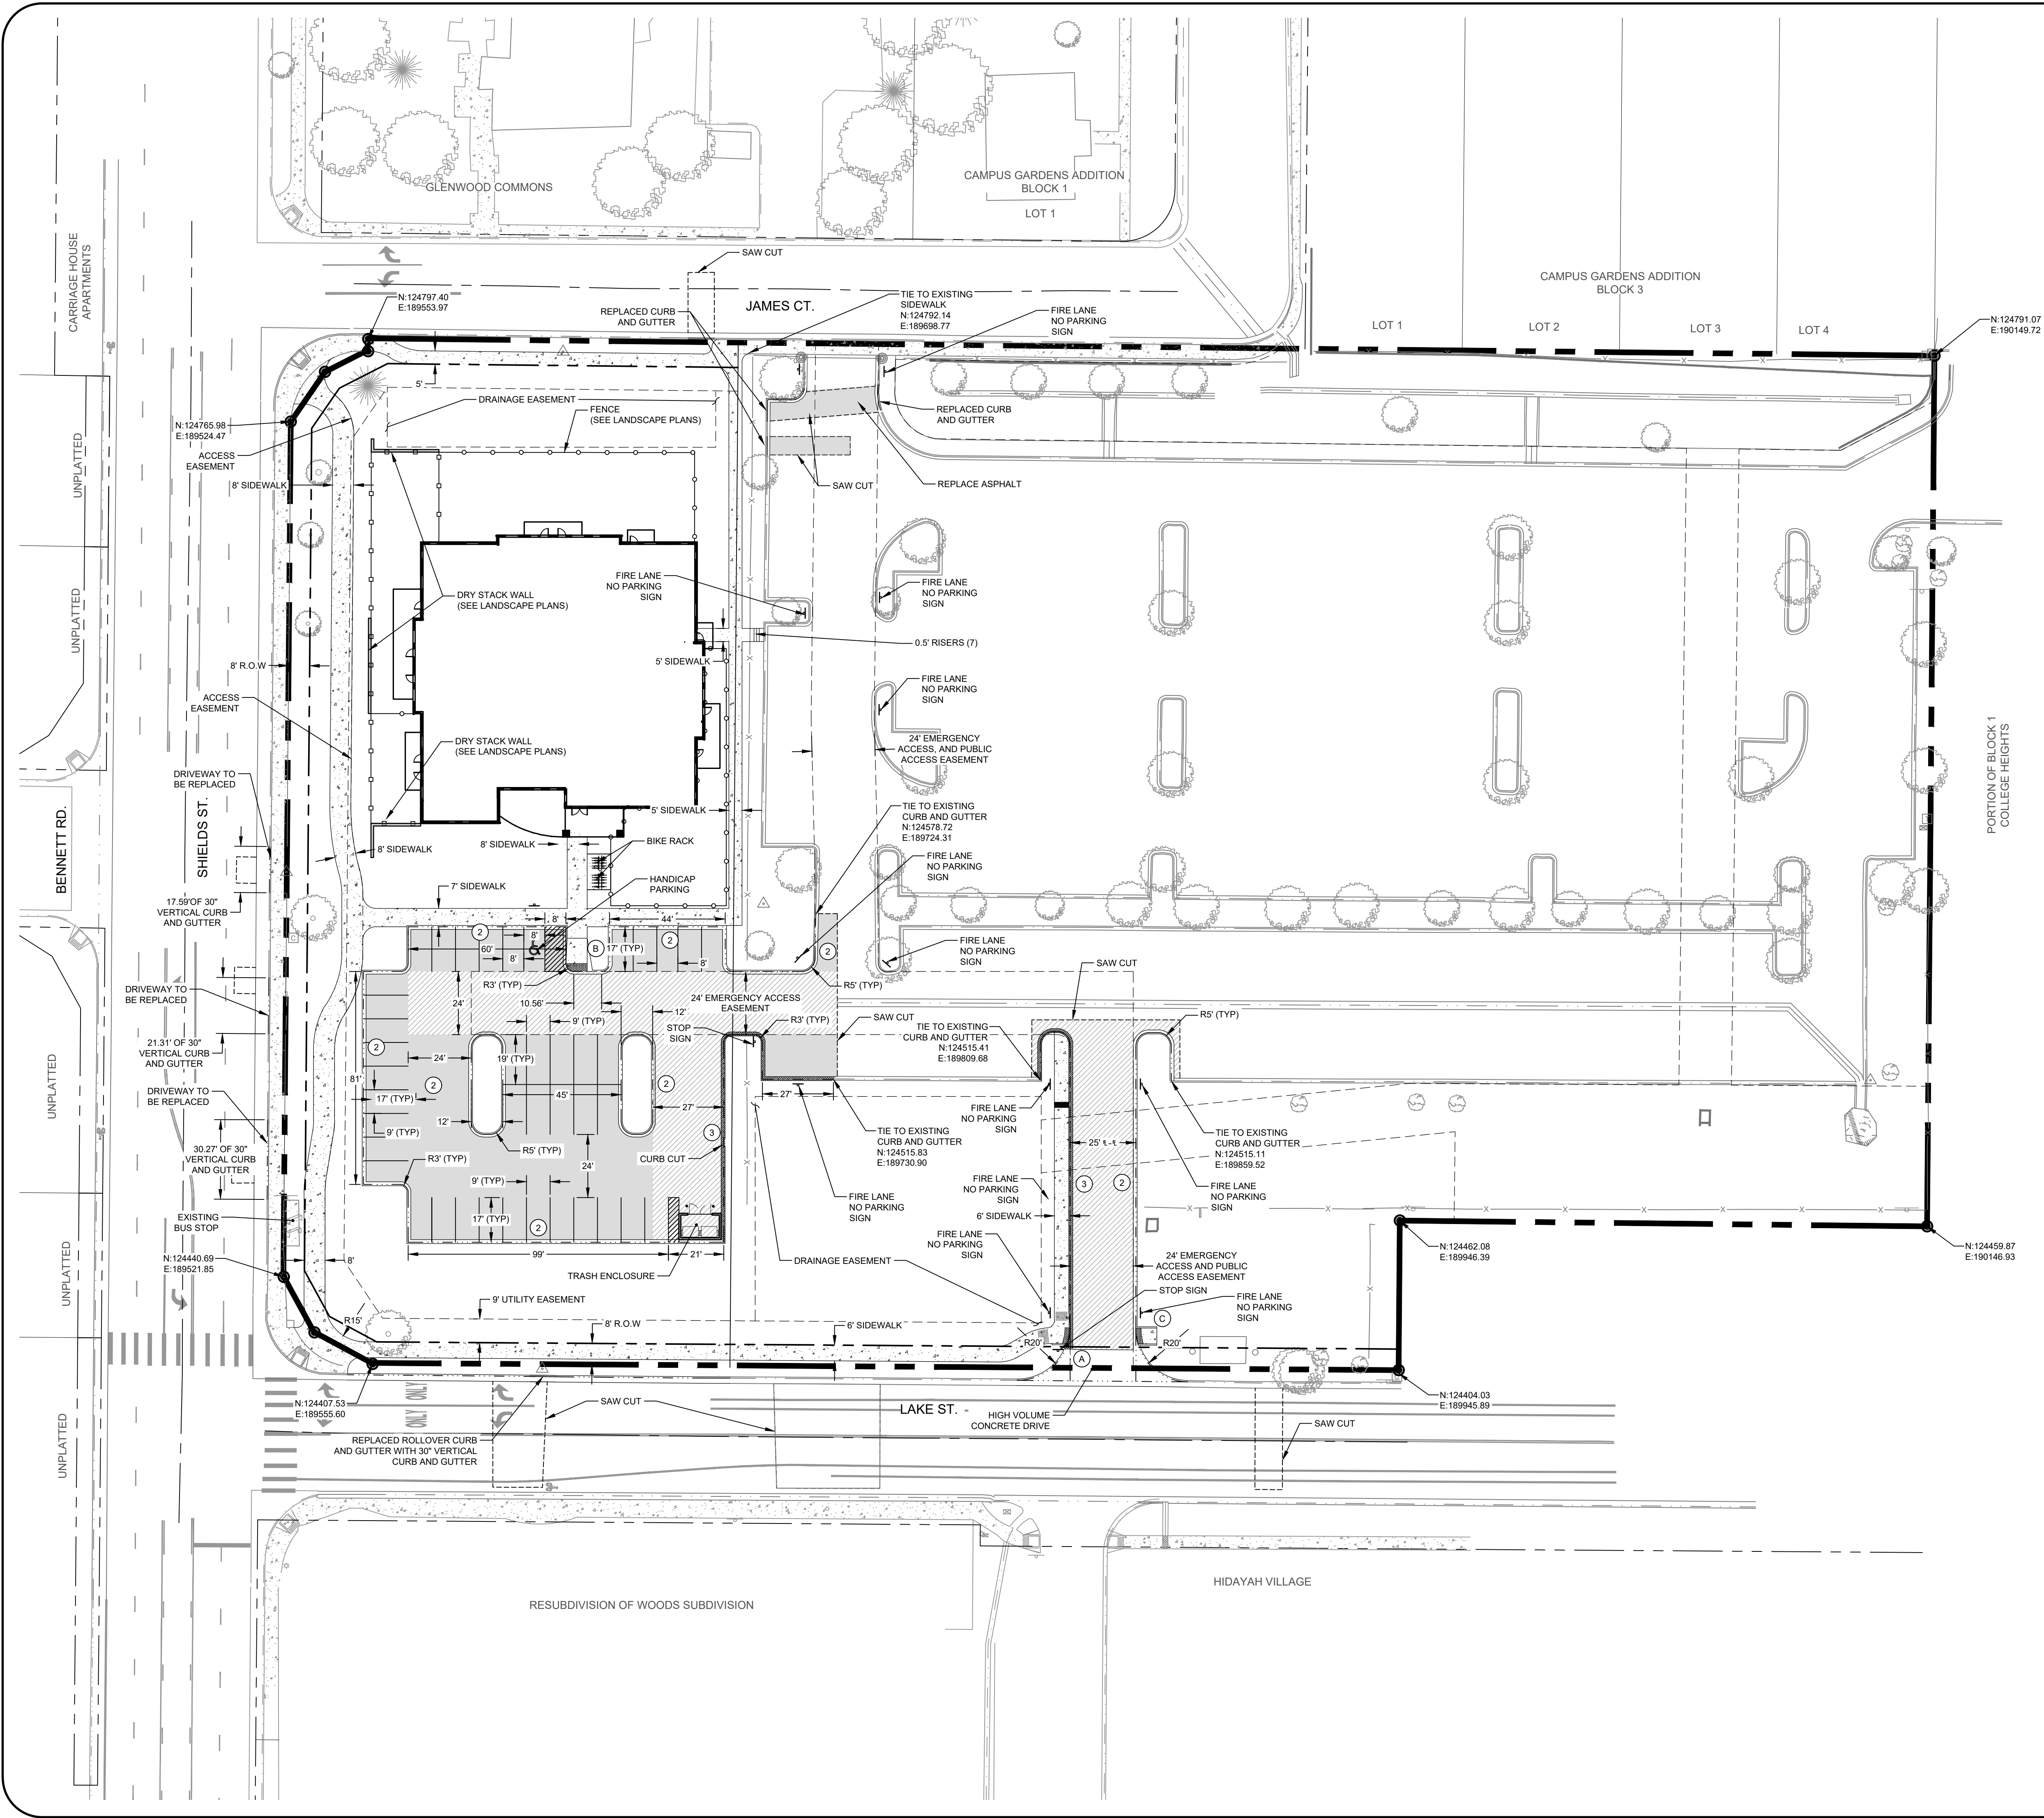 GLENWOOD COMMONS
CAMPUS GARDENS ADDITION
BLOCK 1
LOT 1
CARRIAGE HOUSE
APARTMENTS
SAW CUT
CAMPUS GARDENS ADDITION
BLOCK 3
N:124797.40
E:189553.97
JAMES CT.
TIE TO EXISTING
SIDEWALK
N:124792.14
E:189698.77
REPLACED CURB
AND GUTTER
FIRE LANE
NO PARKING
SIGN
LOT 1
LOT 2
LOT 3
LOT 4
N:124791.07
E:190149.72
5'
DRAINAGE EASEMENT
FENCE
(SEE LANDSCAPE PLANS)
REPLACED CURB
AND GUTTER
N:124765.98
E:189524.47
ACCESS
EASEMENT
8' SIDEWALK
SAW CUT
REPLACE ASPHALT
UNPLATTED
UNPLATTED
FIRE LANE
NO PARKING
SIGN
FIRE LANE
NO PARKING
SIGN
DRY STACK WALL
(SEE LANDSCAPE PLANS)
0.5' RISERS (7)
5' SIDEWALK
8' R.O.W
ACCESS
EASEMENT
FIRE LANE
NO PARKING
SIGN
DRY STACK WALL
(SEE LANDSCAPE PLANS)
24' EMERGENCY
ACCESS, AND PUBLIC
ACCESS EASEMENT
PORTION OF BLOCK 1
COLLEGE HEIGHTS
DRIVEWAY TO
BE REPLACED
SHIELDS ST.
BENNETT RD.
5' SIDEWALK
TIE TO EXISTING
CURB AND GUTTER
N:124578.72
E:189724.31
8' SIDEWALK
8' SIDEWALK
BIKE RACK
FIRE LANE
NO PARKING
SIGN
7' SIDEWALK
HANDICAP
PARKING
17.59'OF 30"
VERTICAL CURB
AND GUTTER
8'
44'
2
8'
B
17' (TYP)
2
2
60'
8'
8'
FIRE LANE
NO PARKING
SIGN
SAW CUT
R3' (TYP)
R5' (TYP)
DRIVEWAY TO
BE REPLACED
24'
10.56'
24' EMERGENCY ACCESS
EASEMENT
12'
9' (TYP)
STOP
SIGN
R3' (TYP)
SAW CUT
TIE TO EXISTING
CURB AND GUTTER
N:124515.41
E:189809.68
R5' (TYP)
21.31' OF 30"
VERTICAL CURB
AND GUTTER
2
24'
19' (TYP)
81'
2
2
45'
17' (TYP)
27'
27'
DRIVEWAY TO
BE REPLACED
12'
9' (TYP)
R5' (TYP)
3
FIRE LANE
NO PARKING
SIGN
TIE TO EXISTING
CURB AND GUTTER
N:124515.83
E:189730.90
25' ℄-℄
TIE TO EXISTING
CURB AND GUTTER
N:124515.11
E:189859.52
UNPLATTED
30.27' OF 30"
VERTICAL CURB
AND GUTTER
R3' (TYP)
CURB CUT
24'
9' (TYP)
FIRE LANE
NO PARKING
SIGN
3
2
FIRE LANE
NO PARKING
SIGN
FIRE LANE
NO PARKING
SIGN
17' (TYP)
2
6' SIDEWALK
EXISTING
BUS STOP
FIRE LANE
NO PARKING
SIGN
99'
21'
N:124440.69
E:189521.85
8'
TRASH ENCLOSURE
DRAINAGE EASEMENT
24' EMERGENCY
ACCESS AND PUBLIC
ACCESS EASEMENT
N:124462.08
E:189946.39
N:124459.87
E:190146.93
UNPLATTED
9' UTILITY EASEMENT
STOP SIGN
FIRE LANE
NO PARKING
SIGN
R15'
8' R.O.W
6' SIDEWALK
C
R20'
R20'
A
N:124407.53
E:189555.60
ONLY
ONLY
SAW CUT
LAKE ST.
HIGH VOLUME
CONCRETE DRIVE
N:124404.03
E:189945.89
SAW CUT
REPLACED ROLLOVER CURB
AND GUTTER WITH 30" VERTICAL
CURB AND GUTTER
UNPLATTED
HIDAYAH VILLAGE
RESUBDIVISION OF WOODS SUBDIVISION